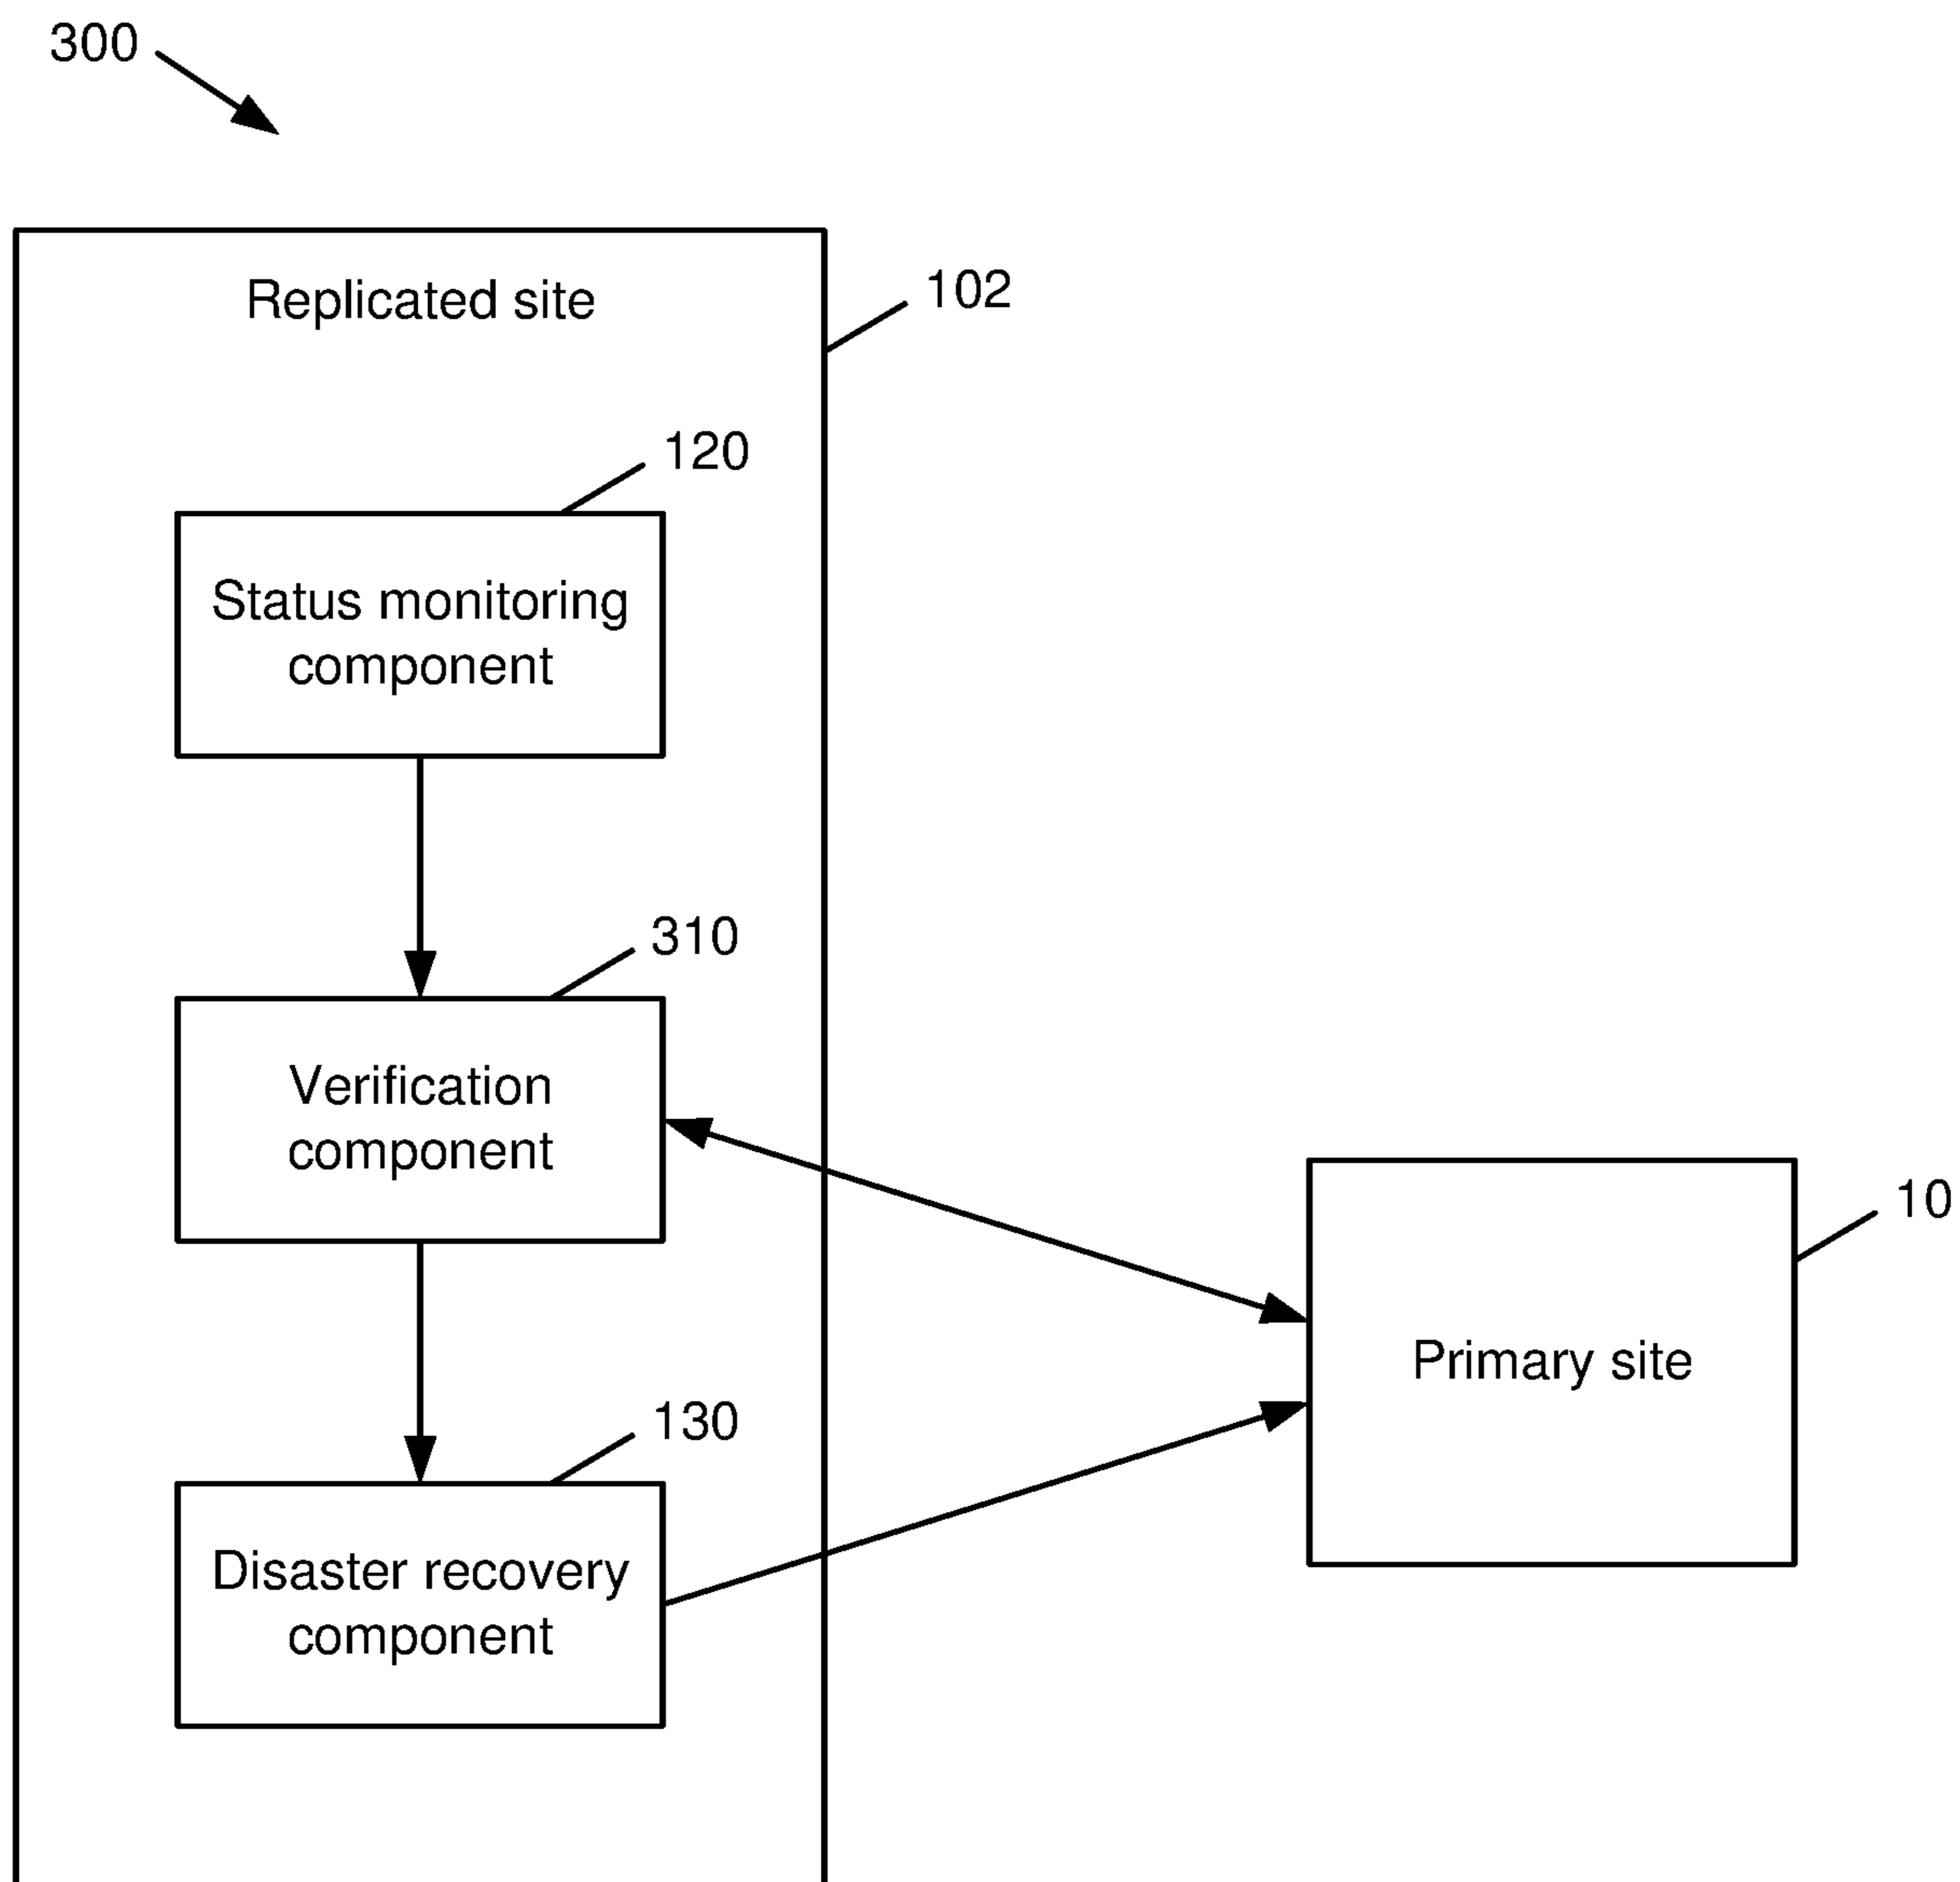 300
Replicated site
102
120
Status monitoring
component
310
Verification
component
10
Primary site
130
Disaster recovery
component